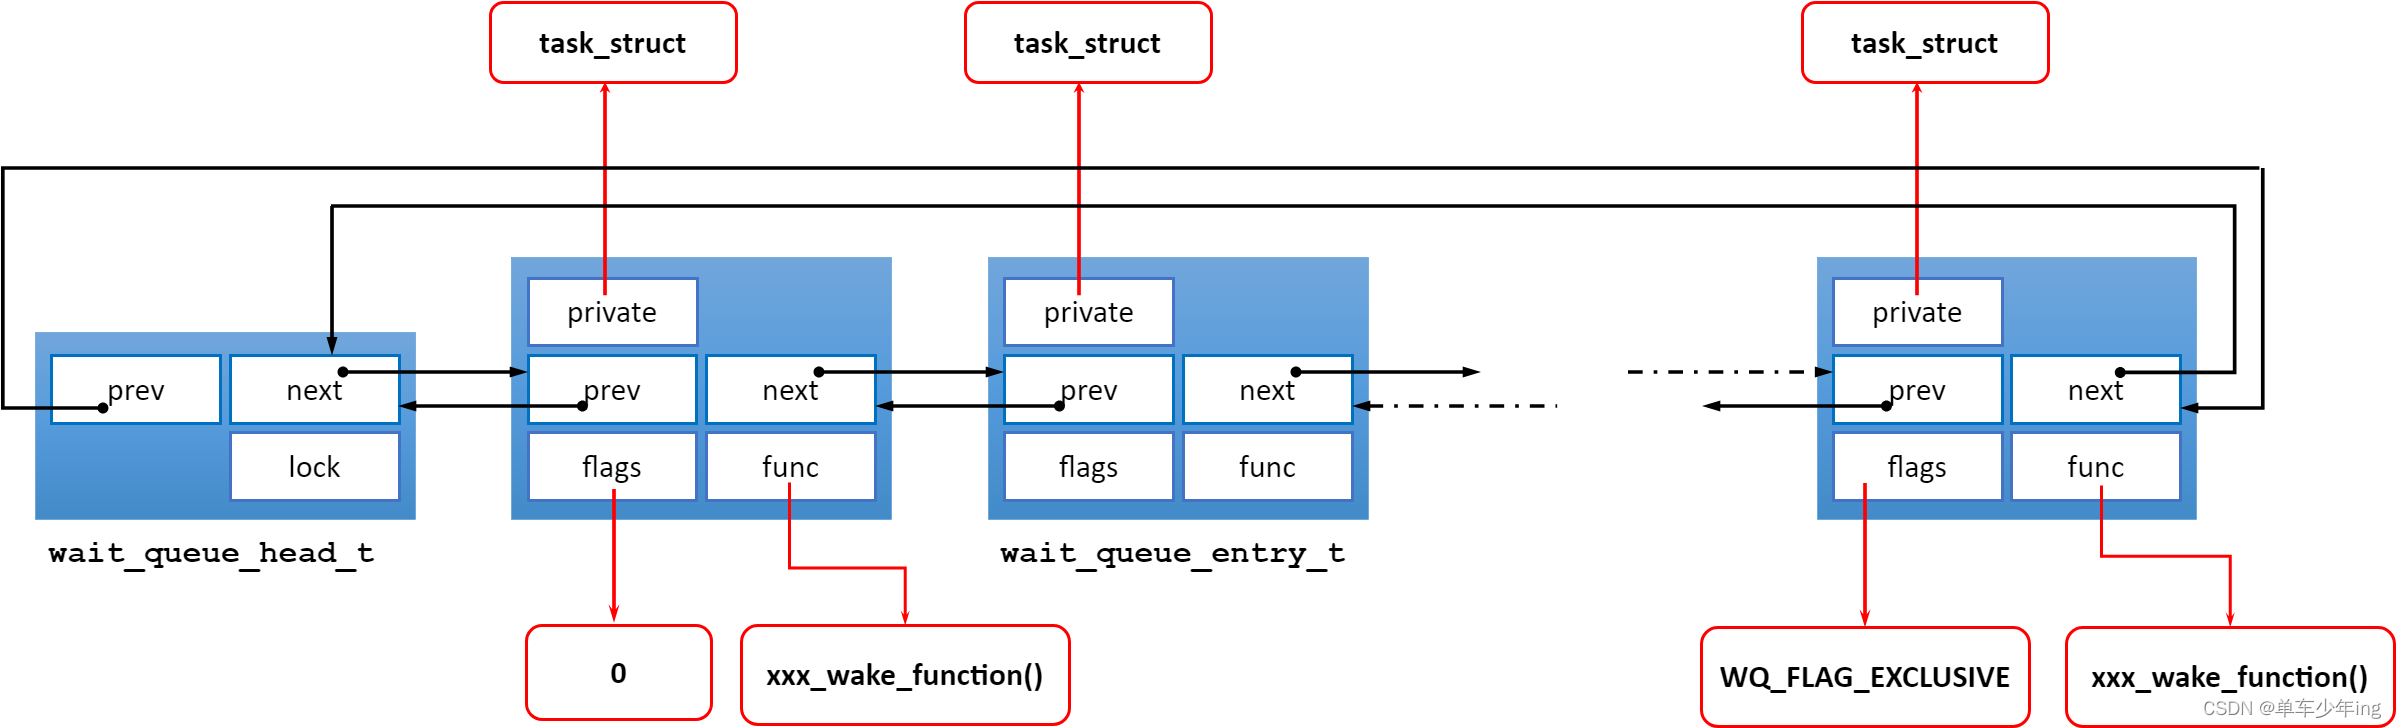 task_struct
task_struct
task_struct
private
private
private
prev
next
prev
next
prev
next
prev
next
lock
flags
func
flags
func
flags
func
wait_queue_head_t
wait_queue_entry_t
0
xxx_wake_function()
WQ_FLAG_EXCLUSIVE
xxx_wake_function()
CSDN @单车少年ing